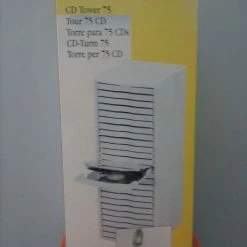 CD Tower 75
Tour 75 CD
Torre para 75 CDs
CD-Turm 75
Torre per 75 CD